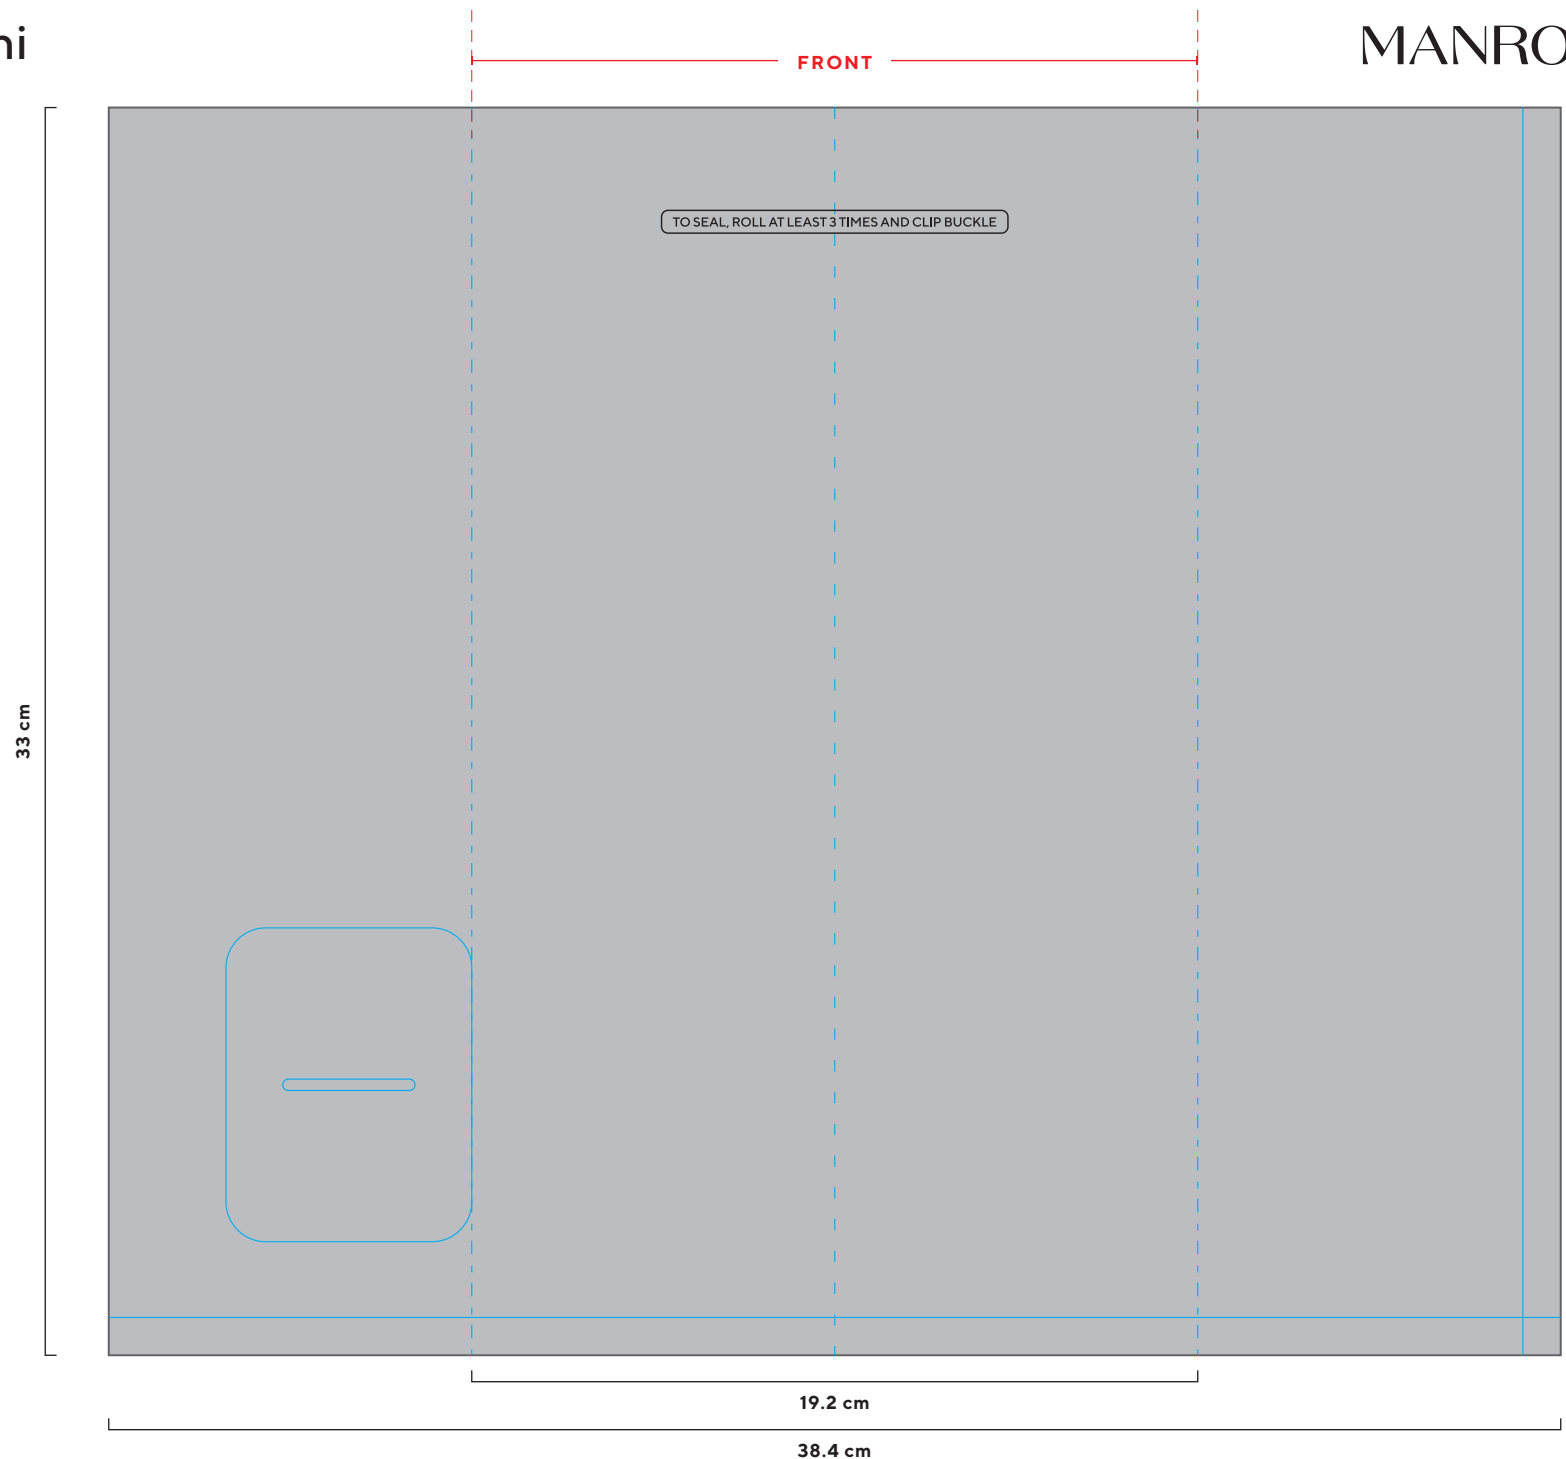 ni
FRONT
MANRO
TO SEAL, ROLL AT LEAST 3 TIMES AND CLIP BUCKLE
33 cm
19.2 cm
38.4 cm